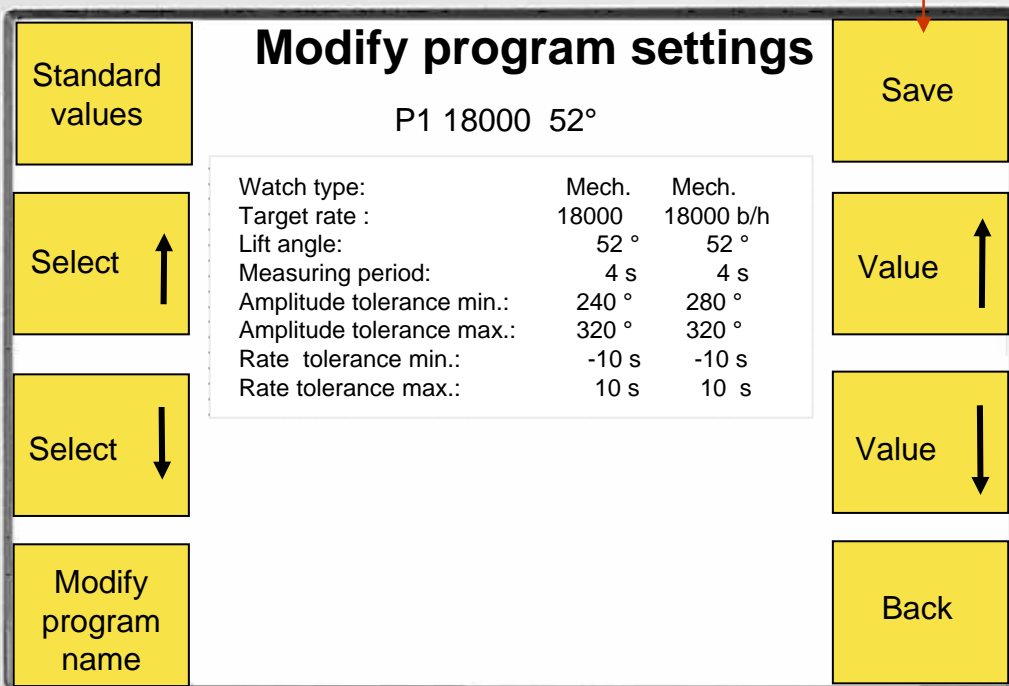 Modify program settings
P1 18000 52°
Standard
values
Select
Select
Modify
program
name
Watch type: Mech. Mech.
Target rate : 18000 18000 b/h
Lift angle: 52 ° 52 °
Measuring period: 4 s 4 s
Amplitude tolerance min.: 240 ° 280 °
Amplitude tolerance max.: 320 ° 320 °
Rate tolerance min.: -10 s -10 s
Rate tolerance max.: 10 s 10 s
Save
Value
Value
Back